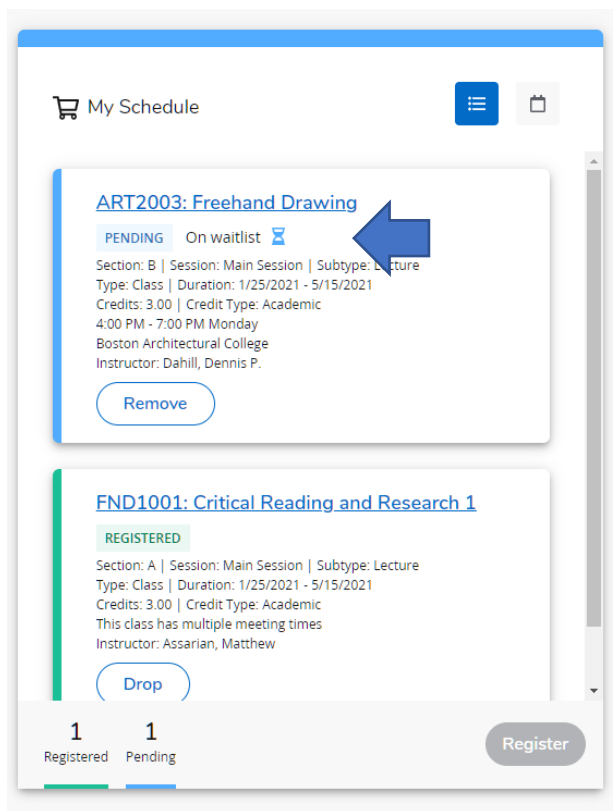 My Schedule
ART2003: Freehand Drawing
PENDING On waitlist
Section: B | Session: Main Session | Subtype: Lecture
Type: Class | Duration: 1/25/2021 - 5/15/2021
Credits: 3.00 | Credit Type: Academic
4:00 PM - 7:00 PM Monday
Boston Architectural College
Instructor: Dahill, Dennis P.
Remove
FND1001: Critical Reading and Research 1
REGISTERED
Section: A | Session: Main Session | Subtype: Lecture
Type: Class | Duration: 1/25/2021 - 5/15/2021
Credits: 3.00 | Credit Type: Academic
This class has multiple meeting times
Instructor: Assarian, Matthew
Drop
1 1
Registered Pending
Register